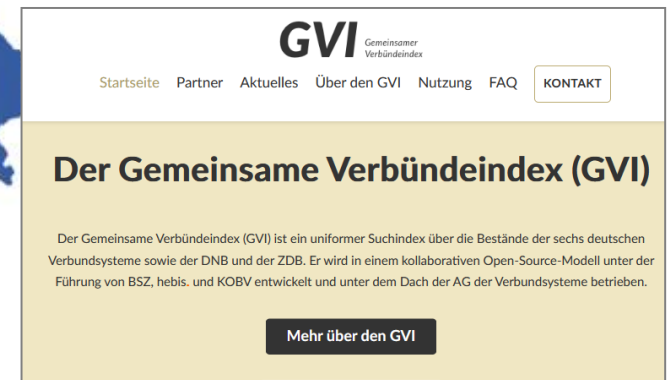 GVI Gemeinsamer
Verbündeindex
Startseite Partner Aktuelles Über den GVI Nutzung FAQ KONTAKT
Der Gemeinsame Verbündeindex (GVI)
Der Gemeinsame Verbündeindex (GVI) ist ein uniformer Suchindex über die Bestände der sechs deutschen
Verbundsysteme sowie der DNB und der ZDB. Er wird in einem kollaborativen Open-Source-Modell unter der
Führung von BSZ, hebis. und KOBV entwickelt und unter dem Dach der AG der Verbundsysteme betrieben.
Mehr über den GVI